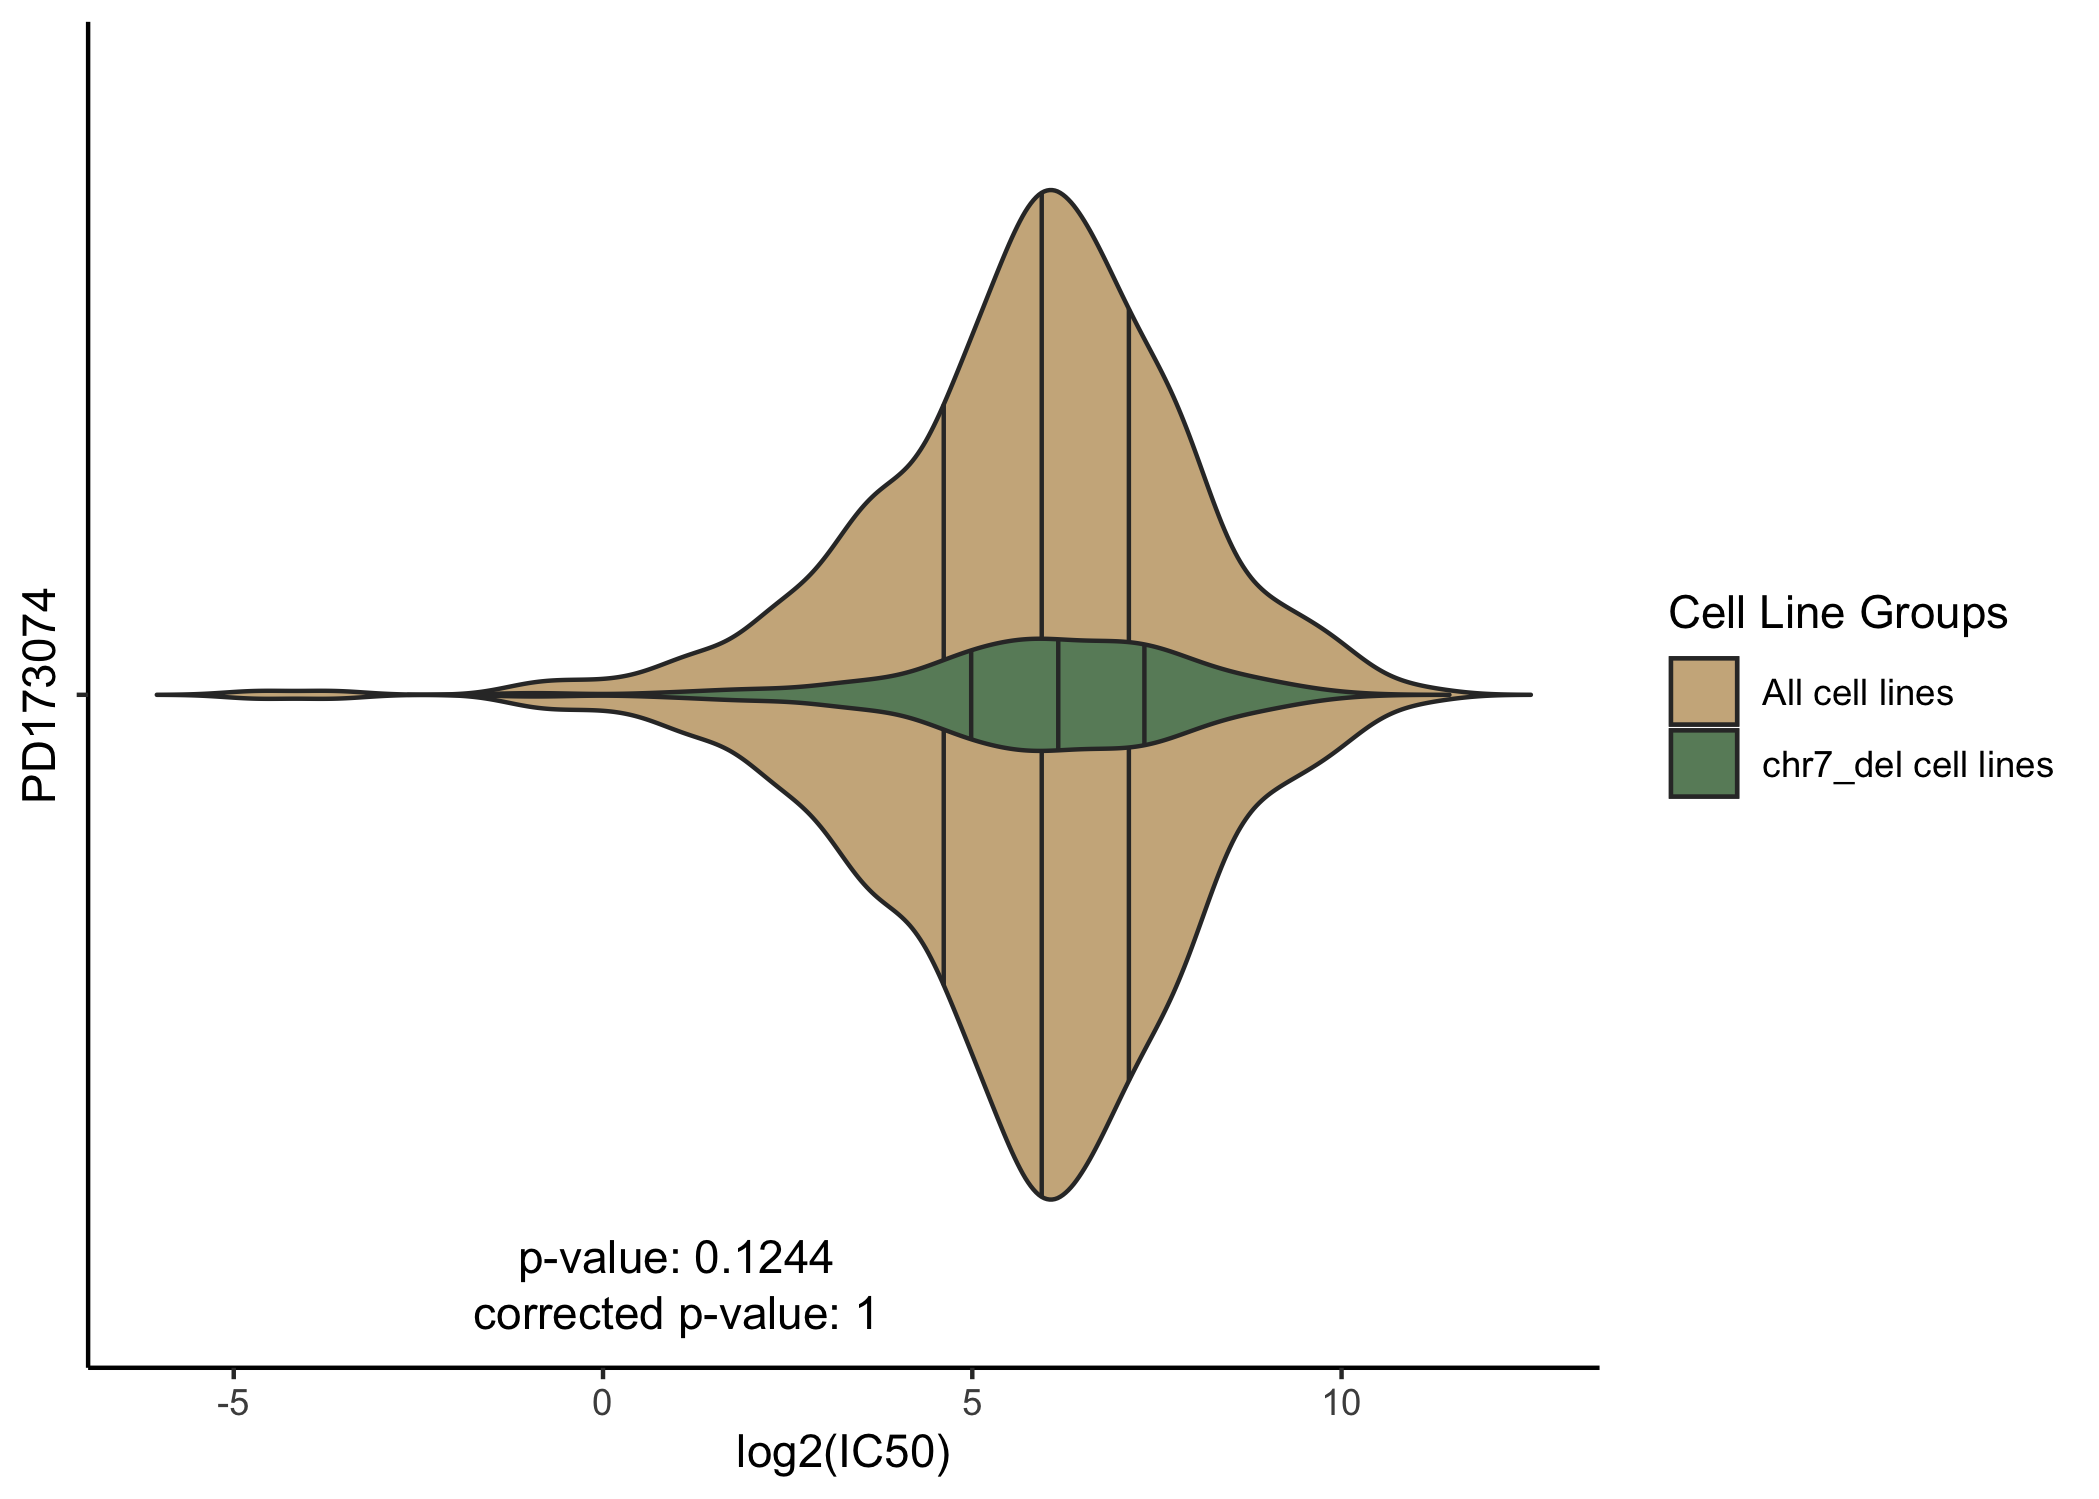 PD173074
p-value: 0.1244
corrected p-value: 1
-5 0 5 10
log2(IC50)
Cell Line Groups
All cell lines
chr7_del cell lines